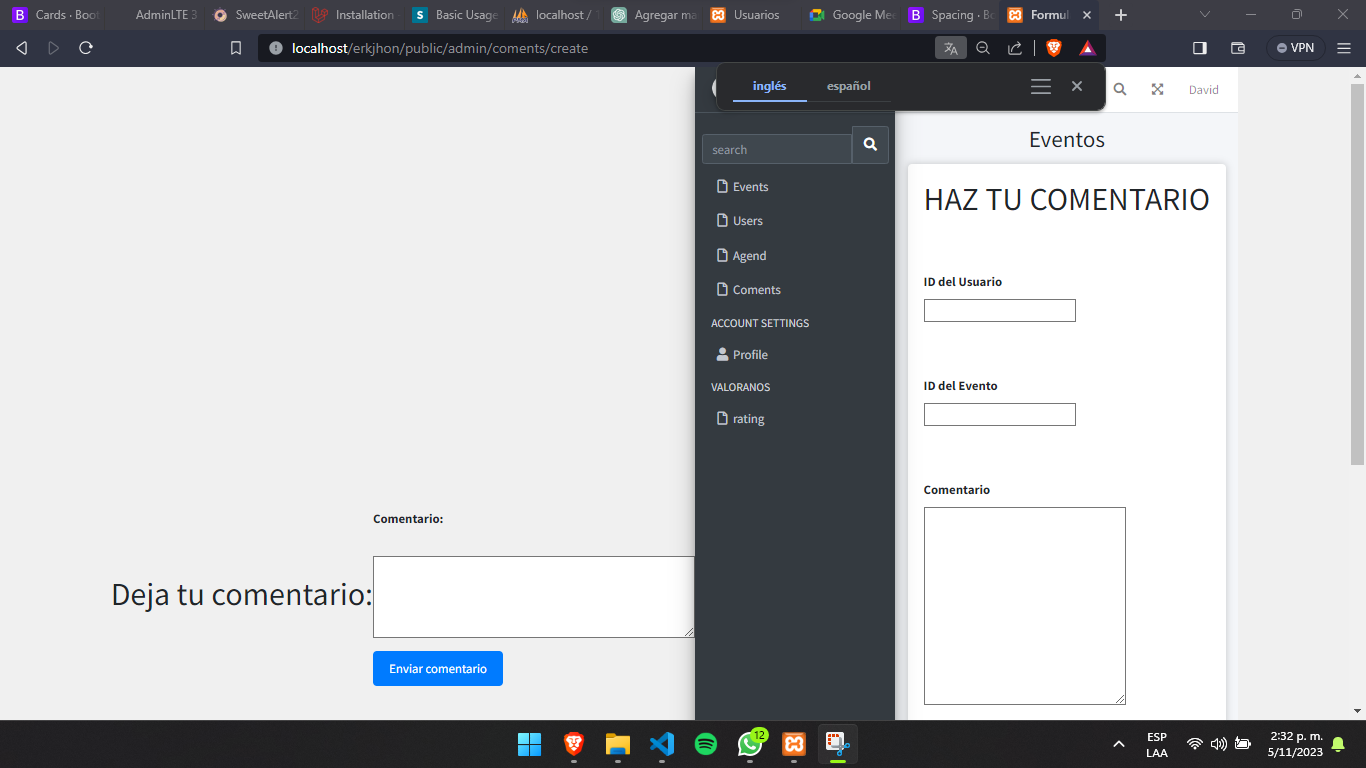 Cards · Boot
AdminLTE 3
SweetAlert2
Installation
Basic Usage
localhost /
Agregar ma
Usuarios
Google Mee
Spacing · Bo
Formul
localhost/erkjhon/public/admin/coments/create
VPN
inglés
español
David
search
Events
Users
Agend
Coments
ACCOUNT SETTINGS
Profile
VALORANOS
rating
Eventos
HAZ TU COMENTARIO
ID del Usuario
ID del Evento
Comentario
Comentario:
Deja tu comentario:
Enviar comentario
12
ESP
LAA
2:32 p. m.
5/11/2023